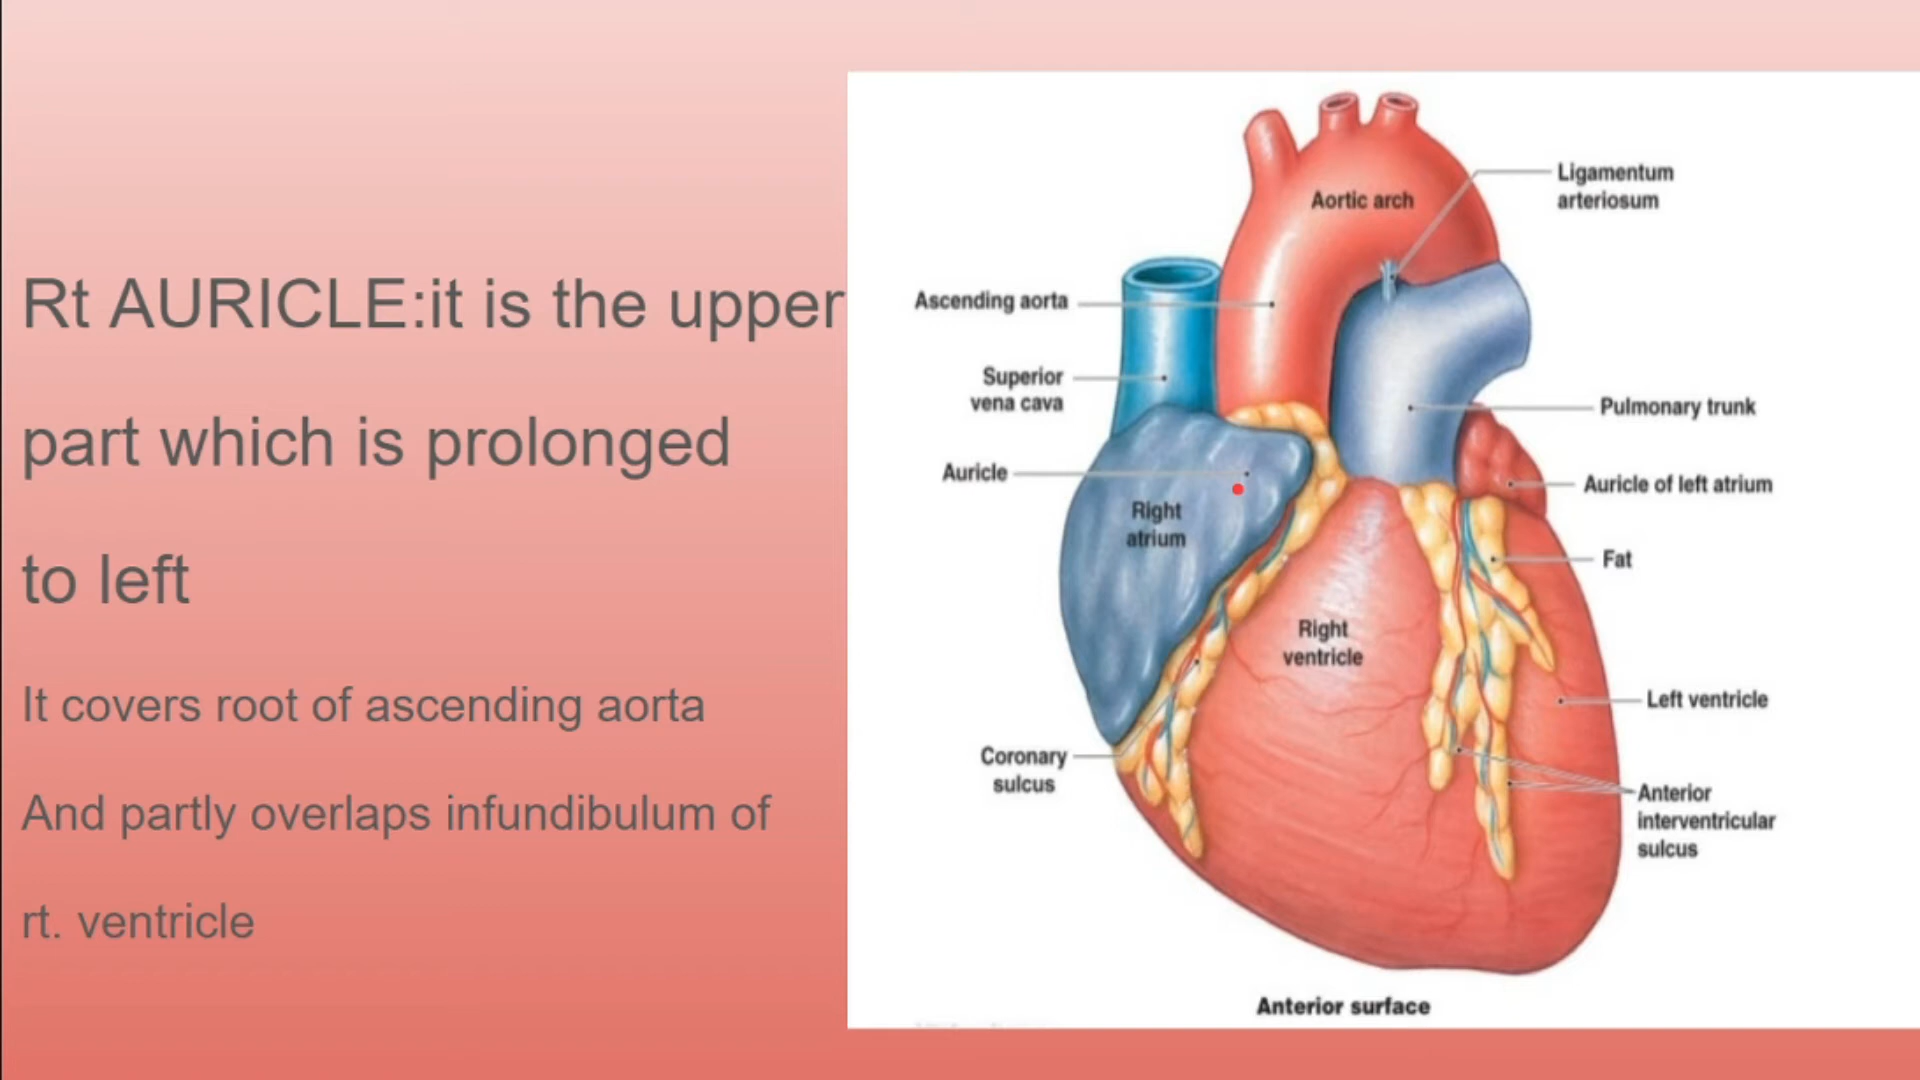 Rt AURICLE:it is the upper
part which is prolonged
to left
It covers root of ascending aorta
And partly overlaps infundibulum of
rt. ventricle
Aortic arch
Ligamentum
arteriosum
Ascending aorta
Superior
vena cava
Pulmonary trunk
Auricle
Auricle of left atrium
Right
atrium
Fat
Right
ventricle
Left ventricle
Coronary
sulcus
Anterior
interventricular
sulcus
Anterior surface